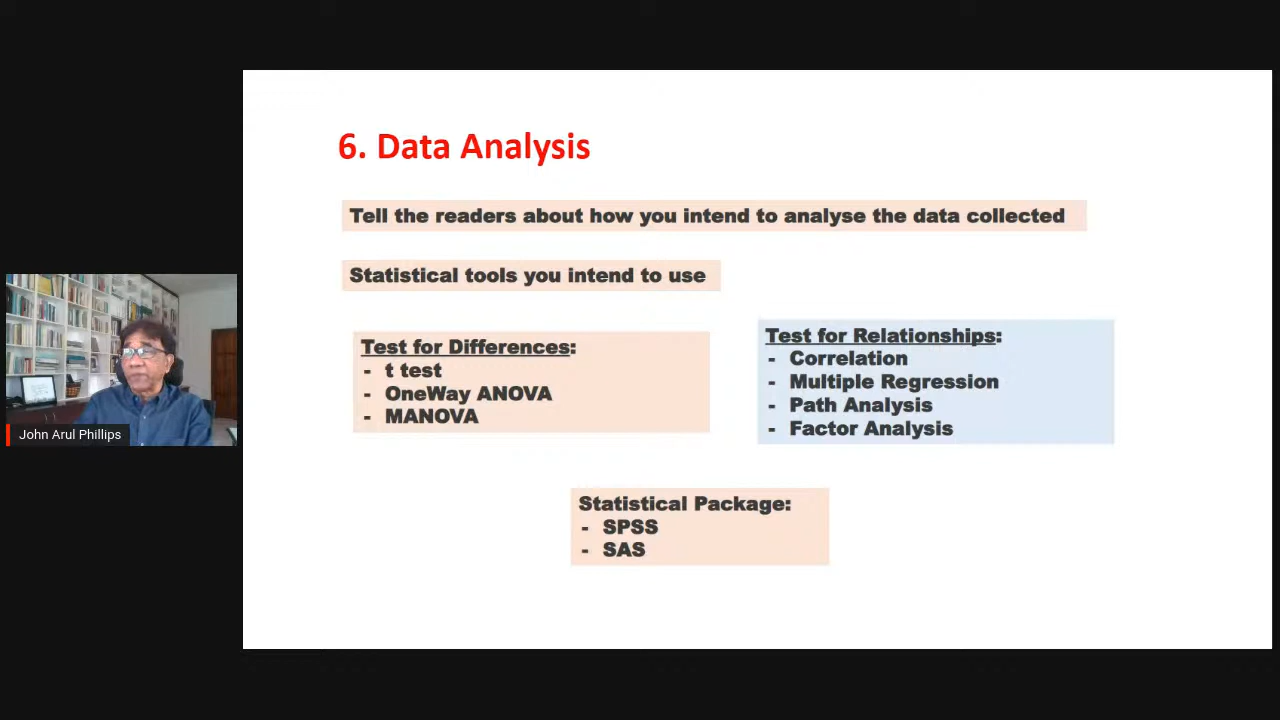 6. Data Analysis
Tell the readers about how you intend to analyse the data collected
Statistical tools you intend to use
Test for Differences:
- t test
- OneWay ANOVA
- MANOVA
Test for Relationships:
- Correlation
- Multiple Regression
- Path Analysis
- Factor Analysis
Statistical Package:
- SPSS
- SAS
John Arul Phillips